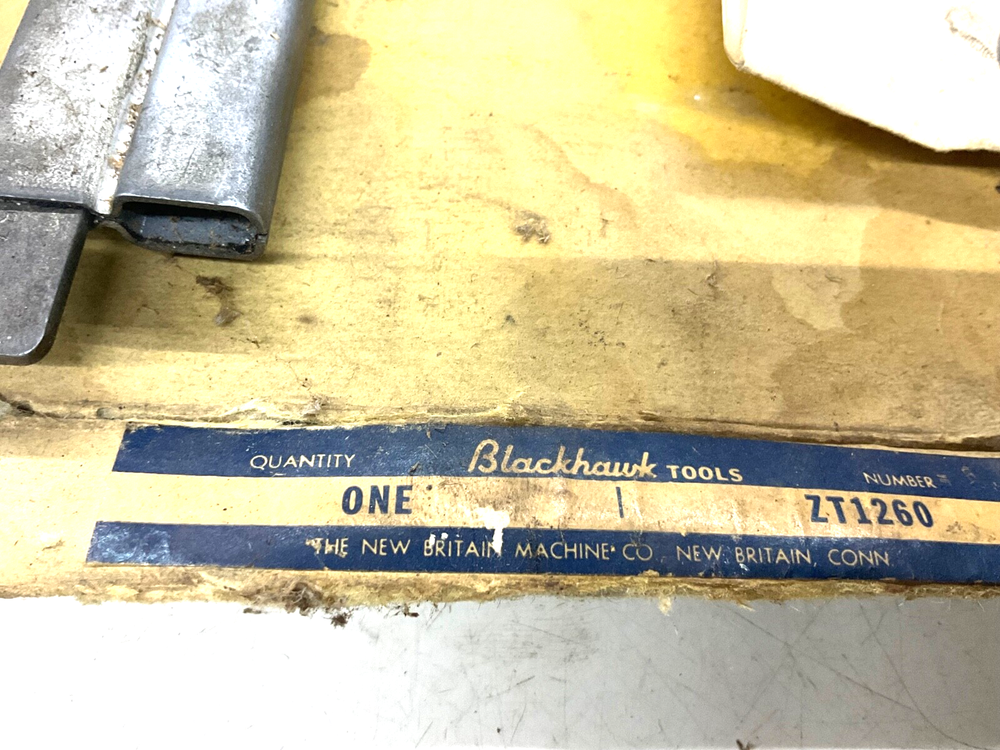 QUANTITY Blackhawk TOOLS NUMBER
ONE ZT1260
THE NEW BRITAIN MACHINE CO. NEW BRITAIN, CONN